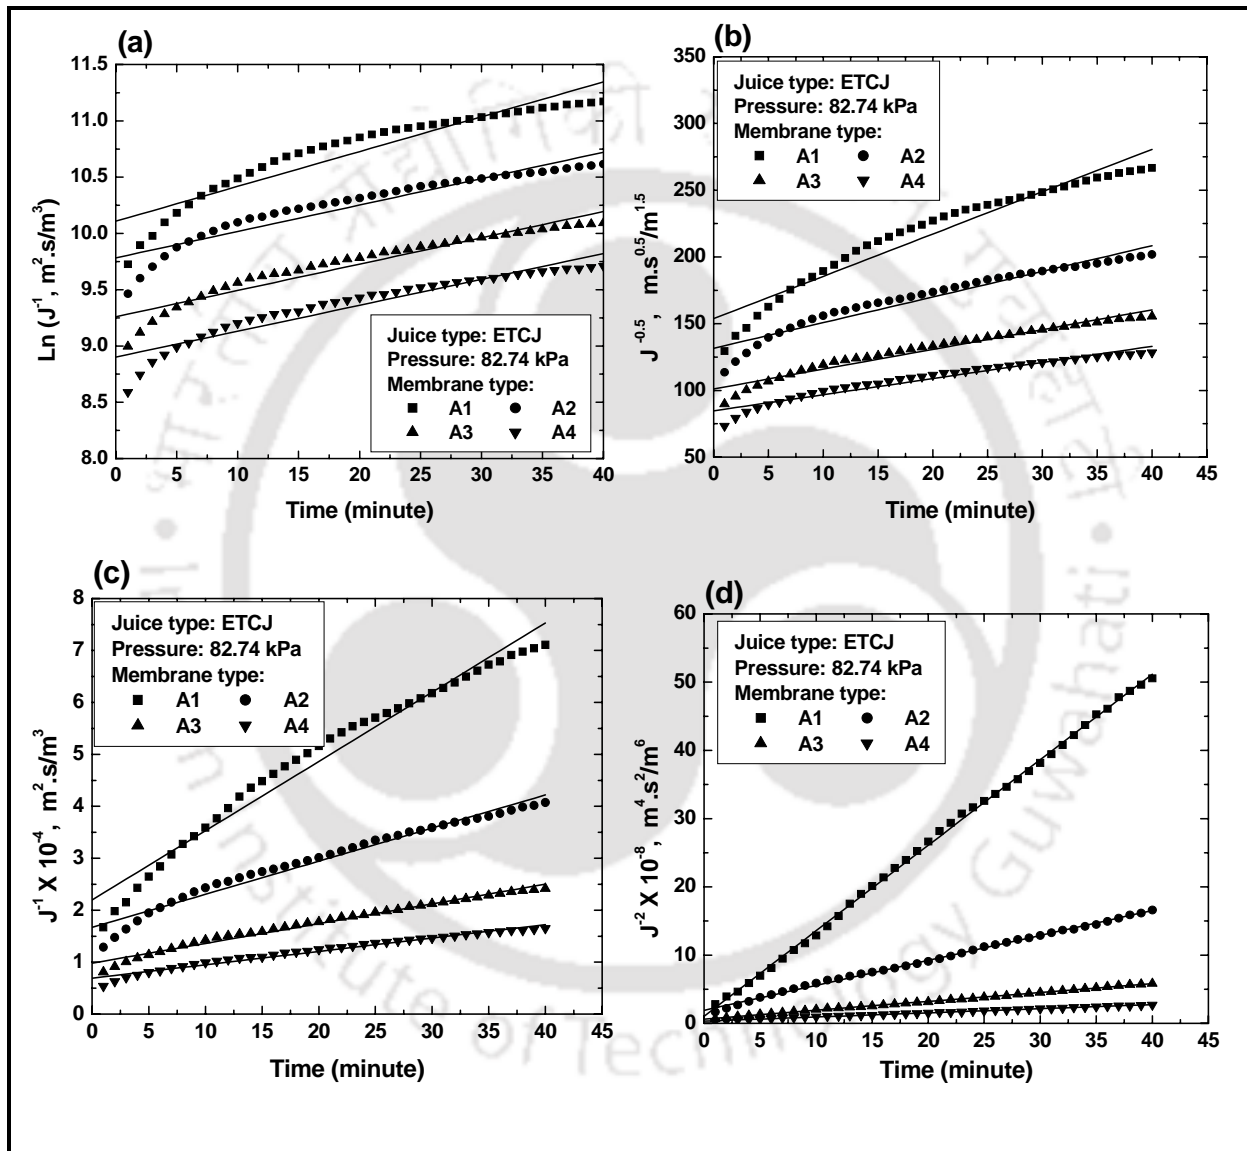 (a)
11.5
11.0
10.5
10.0
9.5
9.0
8.5
8.0
Ln (J⁻¹, m².s/m³)
Juice type: ETCJ
Pressure: 82.74 kPa
Membrane type:
A1 A2
A3 A4
0 5 10 15 20 25 30 35 40
Time (minute)
(b)
350
300
250
200
150
100
50
J⁻⁰·⁵, m.s⁰·⁵/m¹·⁵
Juice type: ETCJ
Pressure: 82.74 kPa
Membrane type:
A1 A2
A3 A4
0 5 10 15 20 25 30 35 40 45
Time (minute)
(c)
8
7
6
5
4
3
2
1
0
J⁻¹ X 10⁻⁴, m².s/m³
Juice type: ETCJ
Pressure: 82.74 kPa
Membrane type:
A1 A2
A3 A4
0 5 10 15 20 25 30 35 40 45
Time (minute)
(d)
60
50
40
30
20
10
0
J⁻² X 10⁻⁸ m⁴.s²/m⁶
Juice type: ETCJ
Pressure: 82.74 kPa
Membrane type:
A1 A2
A3 A4
0 5 10 15 20 25 30 35 40 45
Time (minute)
Institute of Technology Guwahati